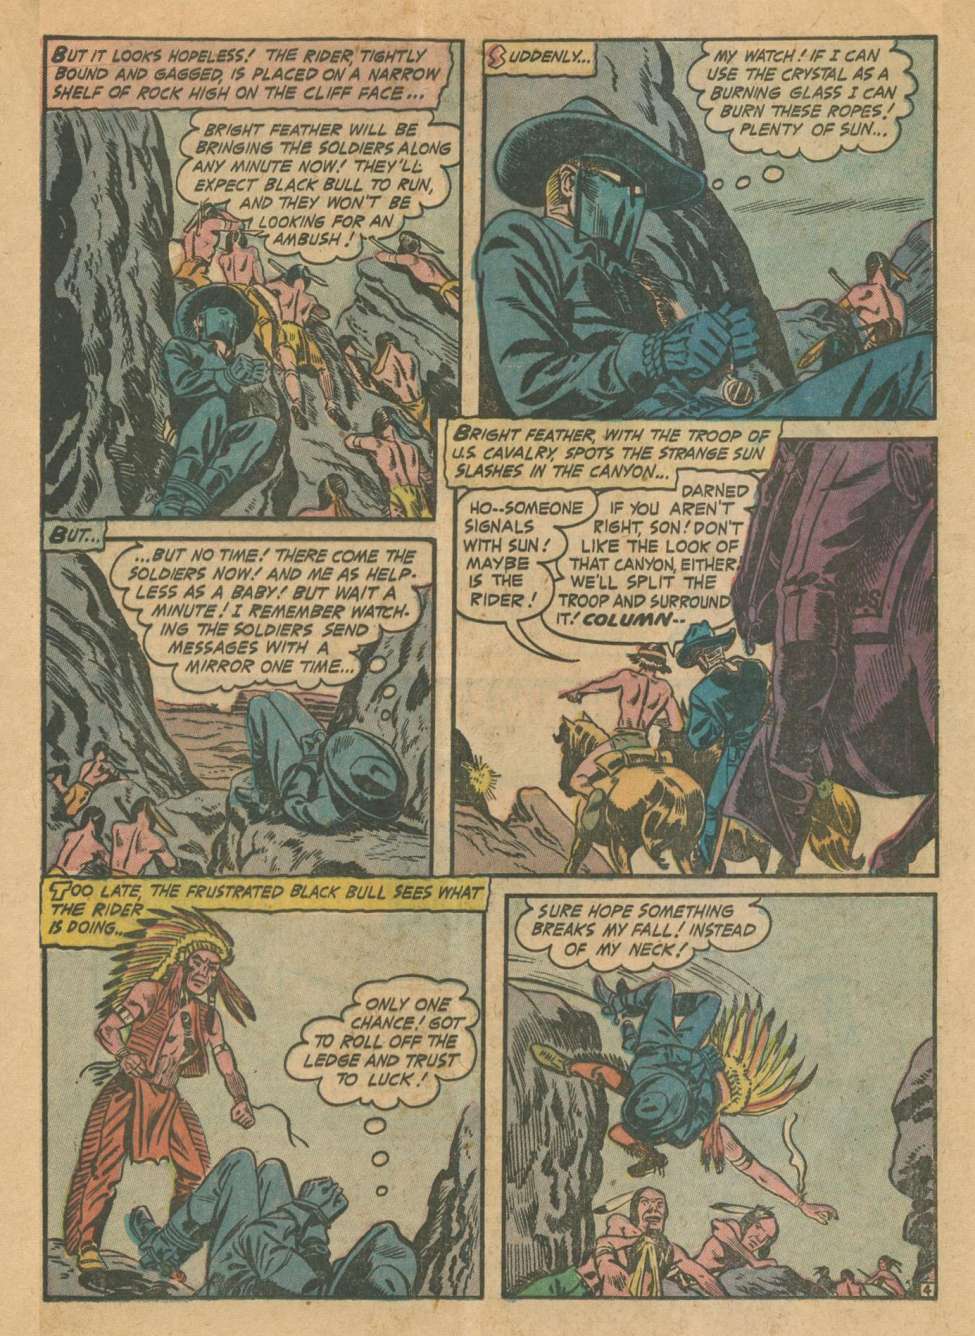 BUT IT LOOKS HOPELESS! THE RIDER, TIGHTLY
BOUND AND GAGGED, IS PLACED ON A NARROW
SHELF OF ROCK HIGH ON THE CLIFF FACE...
BRIGHT FEATHER WILL BE
BRINGING THE SOLDIERS ALONG
ANY MINUTE NOW! THEY'LL
EXPECT BLACK BULL TO RUN,
AND THEY WON'T BE
LOOKING FOR AN
AMBUSH!
SUDDENLY...
MY WATCH! IF I CAN
USE THE CRYSTAL AS A
BURNING GLASS I CAN
BURN THESE ROPES!
PLENTY OF SUN...
BUT...
...BUT NO TIME! THERE COME THE
SOLDIERS NOW! AND ME AS HELP-
LESS AS A BABY! BUT WAIT A
MINUTE! I REMEMBER WATCH-
ING THE SOLDIERS SEND
MESSAGES WITH A
MIRROR ONE TIME...
BRIGHT FEATHER, WITH THE TROOP OF
U.S. CAVALRY, SPOTS THE STRANGE SUN
SLASHES IN THE CANYON...
HO--SOMEONE
SIGNALS
WITH SUN!
MAYBE
IS THE
RIDER!
DARNED
IF YOU AREN'T
RIGHT, SON! DON'T
LIKE THE LOOK OF
THAT CANYON, EITHER.
WE'LL SPLIT THE
TROOP AND SURROUND
IT! COLUMN--
US
TOO LATE, THE FRUSTRATED BLACK BULL SEES WHAT
THE RIDER
IS DOING...
ONLY ONE
CHANCE! GOT
TO ROLL OFF THE
LEDGE AND TRUST
TO LUCK!
SURE HOPE SOMETHING
BREAKS MY FALL! INSTEAD
OF MY NECK!
4